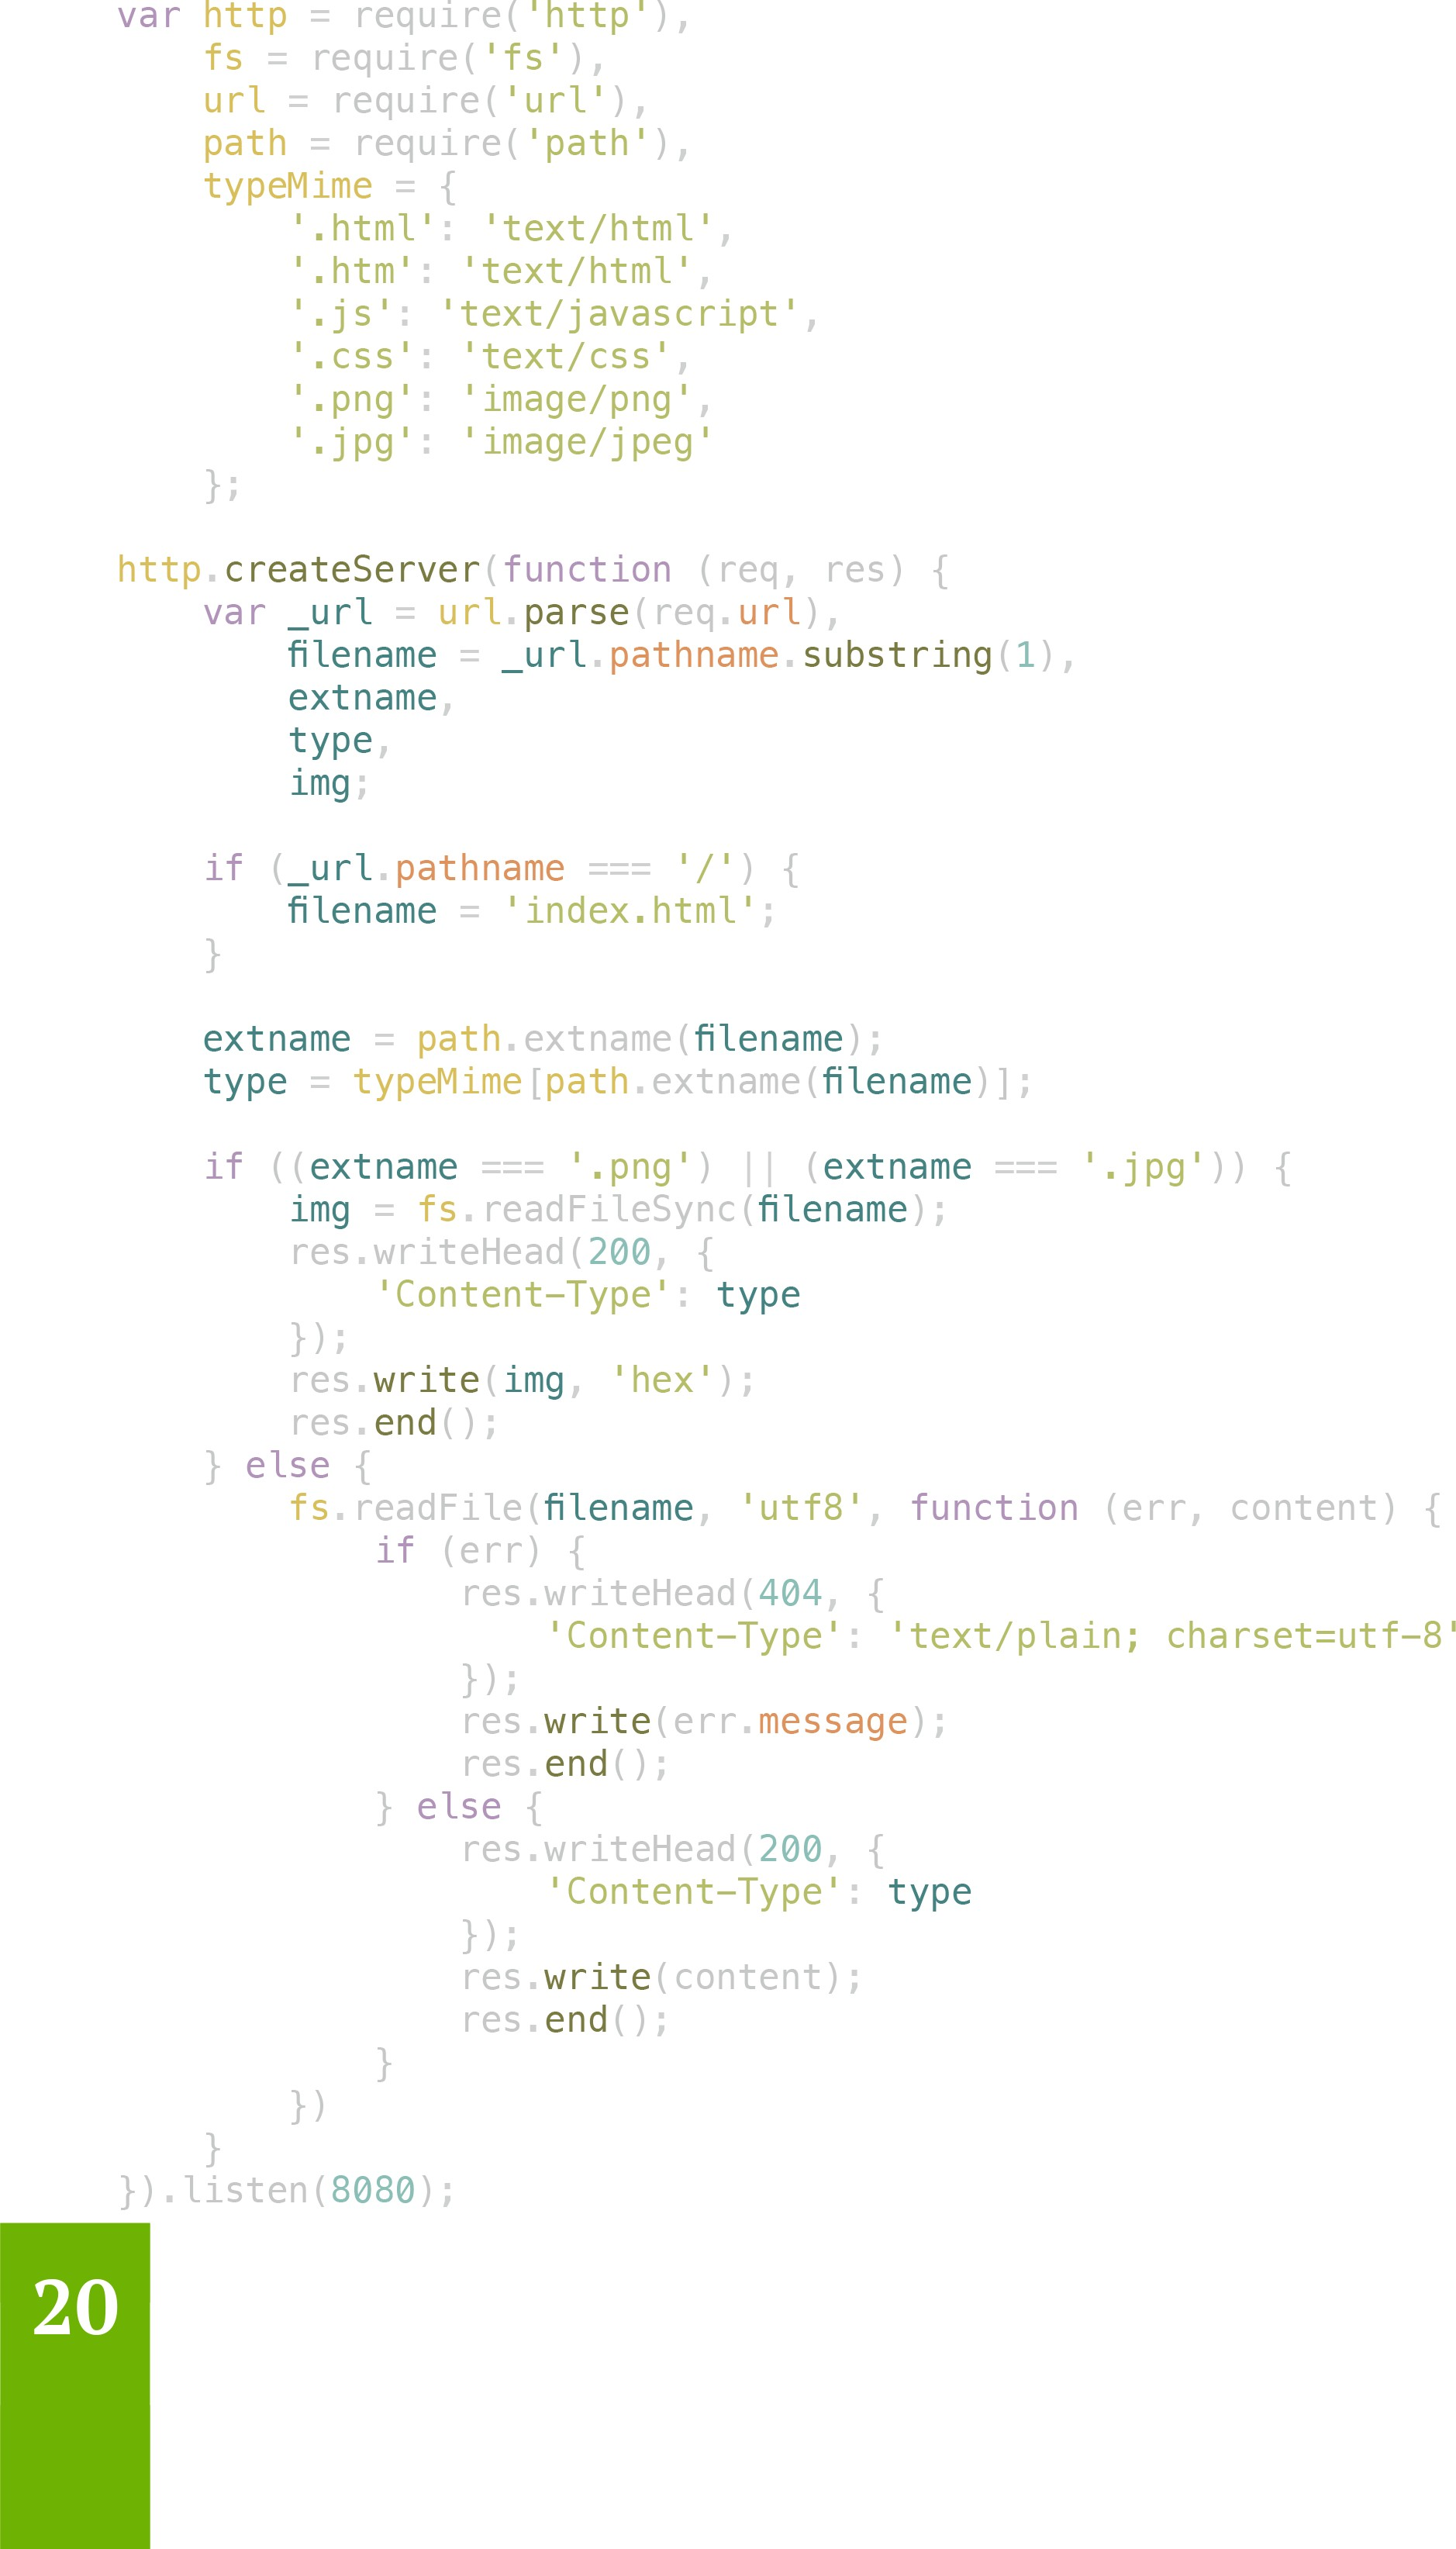 var http = require('http'),
    fs = require('fs'),
    url = require('url'),
    path = require('path'),
    typeMime = {
        '.html': 'text/html',
        '.htm': 'text/html',
        '.js': 'text/javascript',
        '.css': 'text/css',
        '.png': 'image/png',
        '.jpg': 'image/jpeg'
    };

http.createServer(function (req, res) {
    var _url = url.parse(req.url),
        filename = _url.pathname.substring(1),
        extname,
        type,
        img;

    if (_url.pathname === '/') {
        filename = 'index.html';
    }

    extname = path.extname(filename);
    type = typeMime[path.extname(filename)];

    if ((extname === '.png') || (extname === '.jpg')) {
        img = fs.readFileSync(filename);
        res.writeHead(200, {
            'Content-Type': type
        });
        res.write(img, 'hex');
        res.end();
    } else {
        fs.readFile(filename, 'utf8', function (err, content) {
            if (err) {
                res.writeHead(404, {
                    'Content-Type': 'text/plain; charset=utf-8'
                });
                res.write(err.message);
                res.end();
            } else {
                res.writeHead(200, {
                    'Content-Type': type
                });
                res.write(content);
                res.end();
            }
        })
    }
}).listen(8080);
20